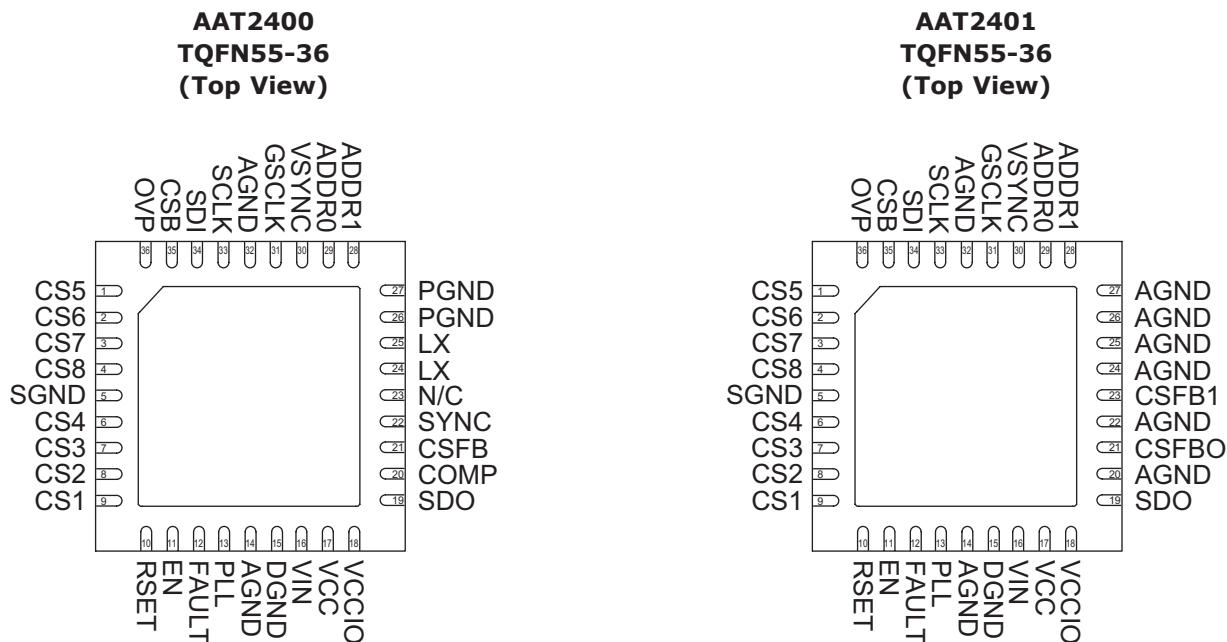 AAT2400
TQFN55-36
(Top View)
OVP
CSB
SDI
SCLK
AGND
GSCLK
VSYNC
ADDR0
ADDR1
36
35
34
33
32
31
30
29
28
CS5
CS6
CS7
CS8
SGND
CS4
CS3
CS2
CS1
1
2
3
4
5
6
7
8
9
27
26
25
24
23
22
21
20
19
PGND
PGND
LX
LX
N/C
SYNC
CSFB
COMP
SDO
10
11
12
13
14
15
16
17
18
RSET
EN
FAULT
PLL
AGND
DGND
VIN
VCC
VCCIO
AAT2401
TQFN55-36
(Top View)
OVP
CSB
SDI
SCLK
AGND
GSCLK
VSYNC
ADDR0
ADDR1
36
35
34
33
32
31
30
29
28
CS5
CS6
CS7
CS8
SGND
CS4
CS3
CS2
CS1
1
2
3
4
5
6
7
8
9
27
26
25
24
23
22
21
20
19
AGND
AGND
AGND
AGND
CSFB1
AGND
CSFBO
AGND
SDO
10
11
12
13
14
15
16
17
18
RSET
EN
FAULT
PLL
AGND
DGND
VIN
VCC
VCCIO